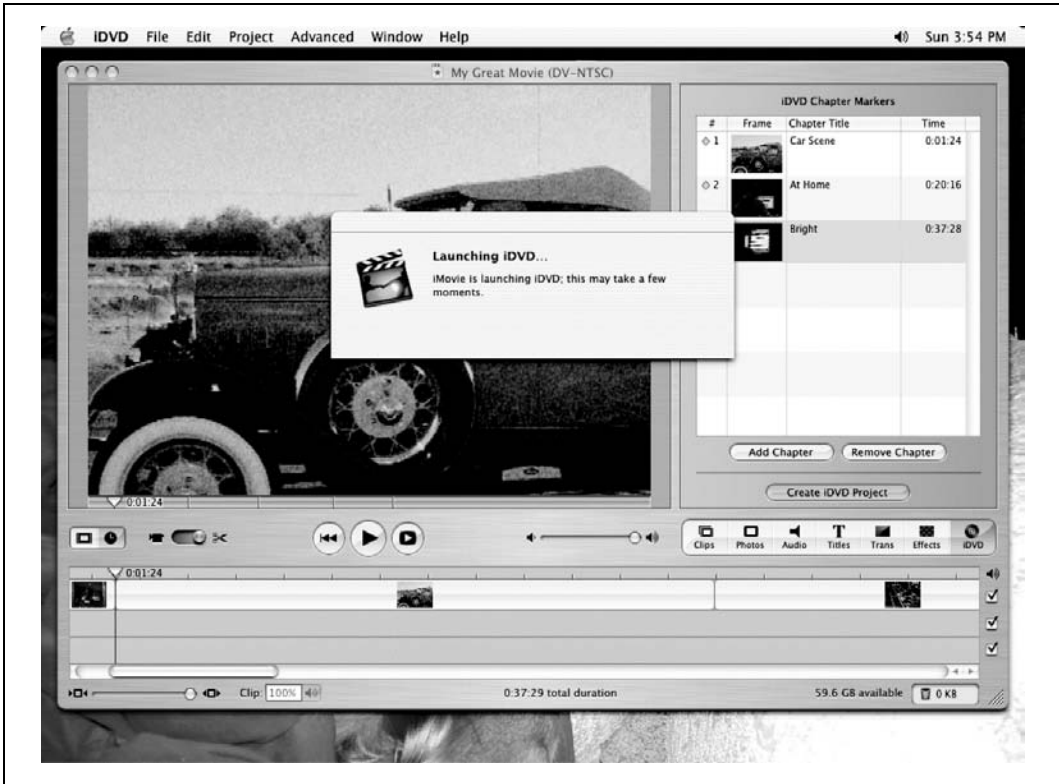 iDVD File Edit Project Advanced Window Help Sun 3:54 PM
My Great Movie (DV-NTSC)
iDVD Chapter Markers
# Frame Chapter Title Time
1 Car Scene 0:01:24
2 At Home 0:20:16
Bright 0:37:28
Launching iDVD...
iMovie is launching iDVD; this may take a few
moments.
Add Chapter Remove Chapter
Create iDVD Project
0:01:24
Clips Photos Audio Titles Trans Effects iDVD
0:01:24
Clip: 100% 0:37:29 total duration 59.6 GB available 0 KB